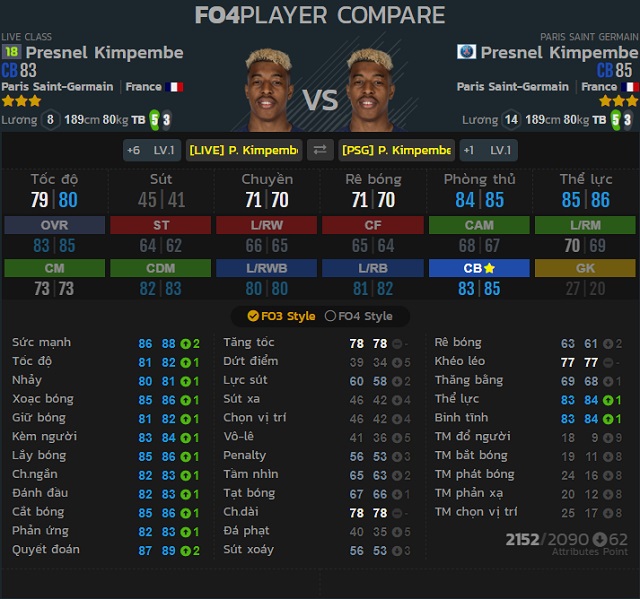 FO4PLAYER COMPARE
LIVE CLASS
PARIS SAINT GERMAIN
18 Presnel Kimpembe
Presnel Kimpembe
CB 83
CB 85
Paris Saint-Germain France
Paris Saint-Germain France
VS
Lương 8 189cm 80kg TB 5 3
Lương 14 189cm 80kg TB 5 3
+6 LV.1 [LIVE] P. Kimpembe [PSG] P. Kimpembe +1 LV.1
Tốc độ Sút Chuyền Rê bóng Phòng thủ Thể lực
79|80 45|41 71|70 71|70 84|85 85|86
OVR ST L/RW CF CAM L/RM
83|85 64|62 66|65 65|64 68|67 70|69
CM CDM L/RWB L/RB CB GK
73|73 82|83 80|80 81|82 83|85 27|20
FO3 Style FO4 Style
Sức mạnh 86 88 2 Tăng tốc 78 78 - Rê bóng 63 61 2
Tốc độ 81 82 1 Dứt điểm 39 34 5 Khéo léo 77 77 -
Nhảy 80 81 1 Lực sút 60 58 2 Thăng bằng 69 68 1
Xoạc bóng 85 86 1 Sút xa 46 42 4 Thể lực 83 84 1
Giữ bóng 81 82 1 Chọn vị trí 46 42 4 Bình tĩnh 83 84 1
Kèm người 83 84 1 Vô-lê 41 36 5 TM đổ người 18 9 9
Lấy bóng 85 86 1 Penalty 56 53 3 TM bắt bóng 19 11 8
Ch.ngắn 82 83 1 Tầm nhìn 65 63 2 TM phát bóng 24 16 8
Đánh đầu 82 83 1 Tạt bóng 67 66 1 TM phản xạ 20 12 8
Cắt bóng 85 86 1 Ch.dài 78 78 - TM chọn vị trí 25 17 8
Phản ứng 82 83 1 Đá phạt 40 35 5
Quyết đoán 87 89 2 Sút xoáy 56 53 3
2152/2090 62
Attributes Point